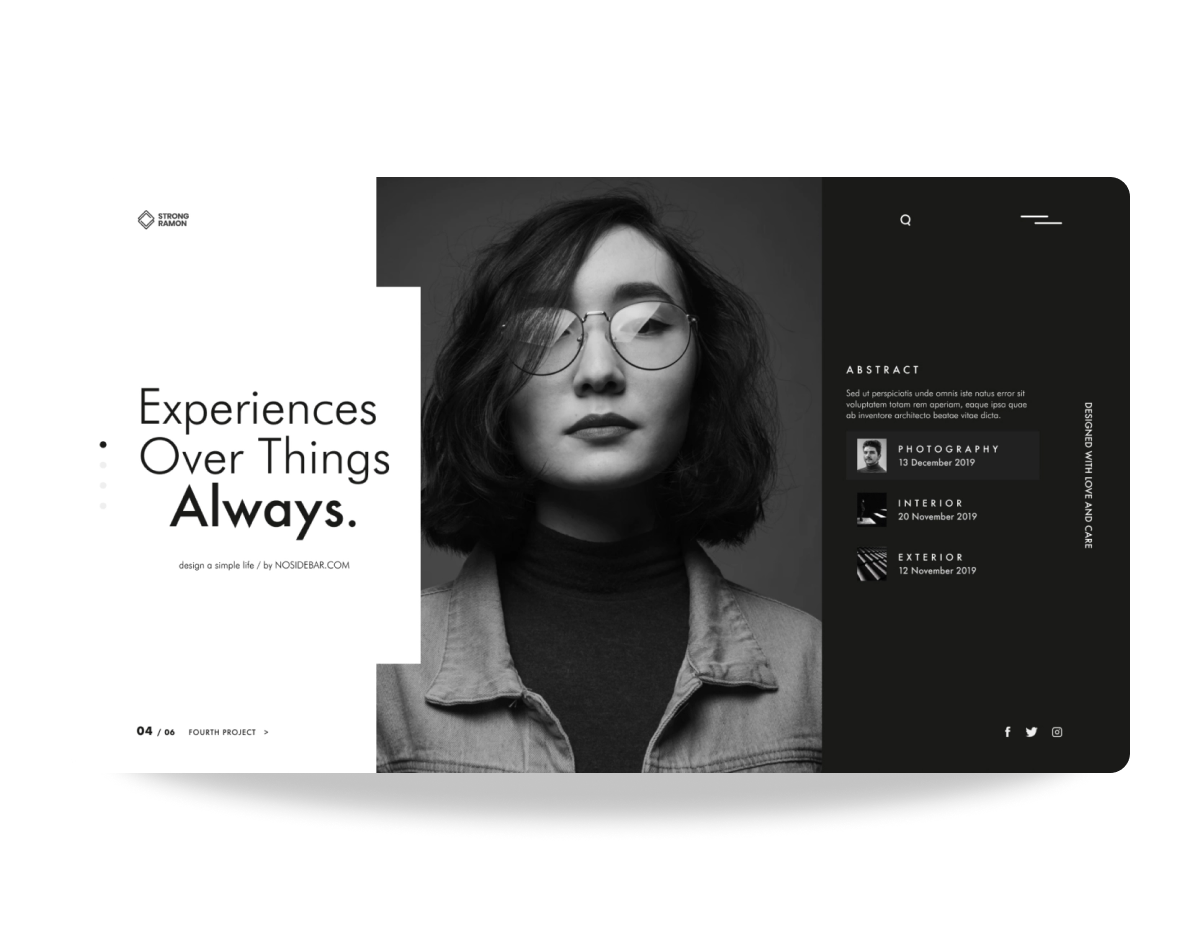 STRONG
RAMON
Experiences
Over Things
Always.
design a simple life / by NOSIDEBAR.COM
04 / 06 FOURTH PROJECT >
ABSTRACT
Sed ut perspiciatis unde omnis iste natus error sit
voluptatem totam rem aperiam, eaque ipsa quae
ab inventore architecto beatae vitae dicta.
PHOTOGRAPHY
13 December 2019
INTERIOR
20 November 2019
EXTERIOR
12 November 2019
DESIGNED WITH LOVE AND CARE